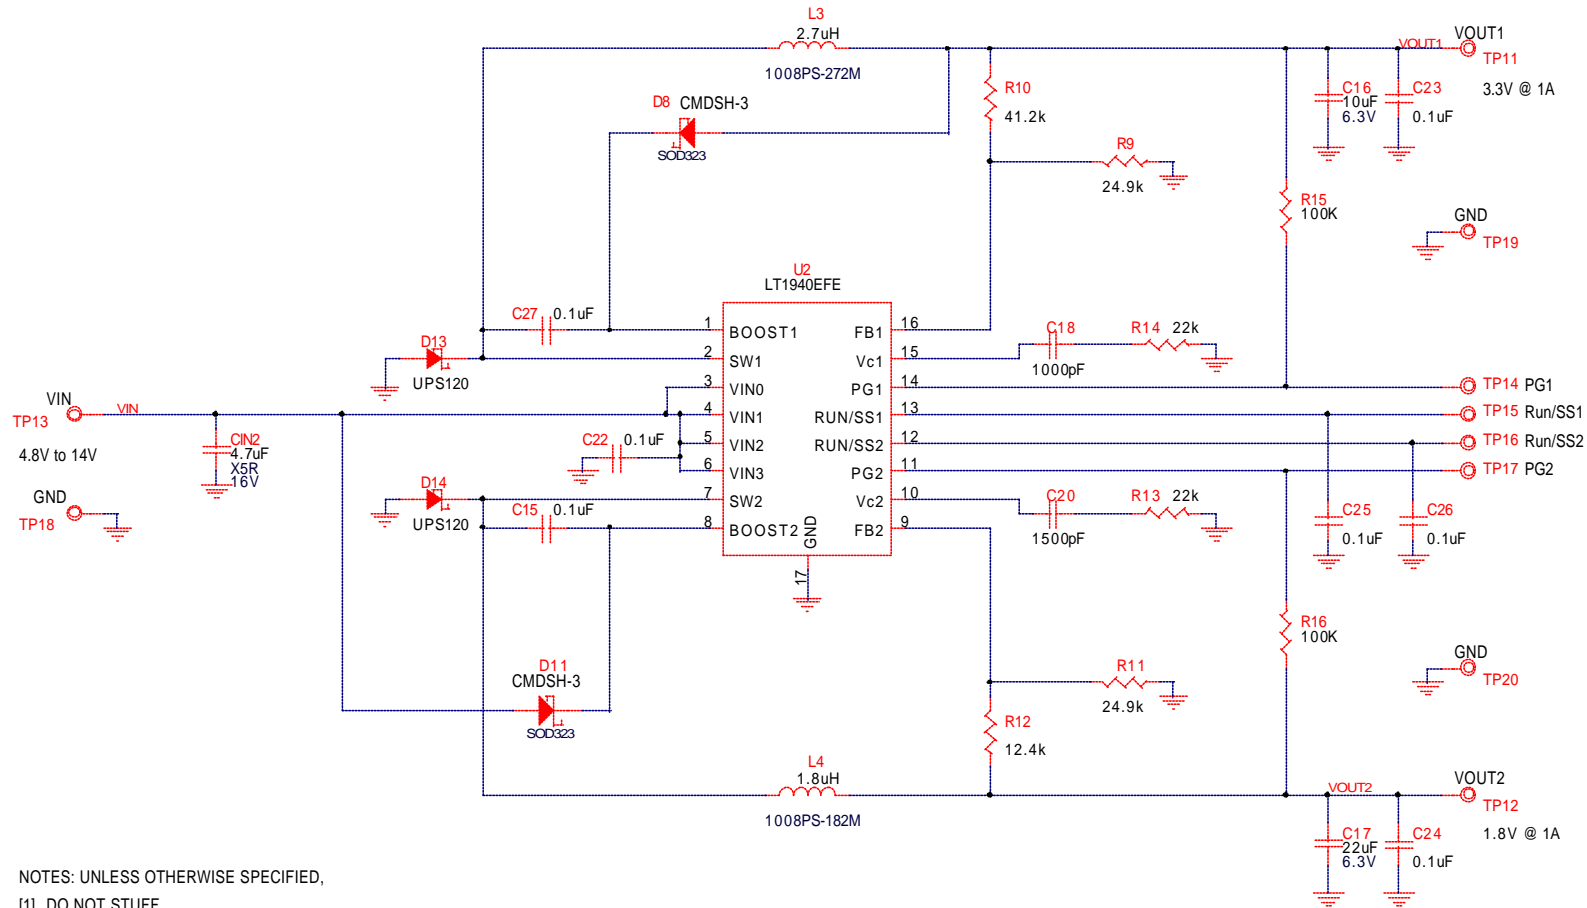 L3
2.7uH
1008PS-272M
D8 CMDSH-3
SOD323
R10
41.2k
R9
24.9k
VOUT1
VOUT1
TP11
3.3V @ 1A
C16
10uF
6.3V
C23
0.1uF
R15
100K
GND
TP19
U2
LT1940EFE
C27 0.1uF
D13
UPS120
1 BOOST1
2 SW1
3 VIN0
4 VIN1
5 VIN2
6 VIN3
7 SW2
8 BOOST2
GND
17
FB1 16
Vc1 15
PG1 14
RUN/SS1 13
RUN/SS2 12
PG2 11
Vc2 10
FB2 9
C18
1000pF
R14 22k
TP14 PG1
TP15 Run/SS1
TP16 Run/SS2
TP17 PG2
VIN
VIN
TP13
4.8V to 14V
CIN2
4.7uF
X5R
16V
GND
TP18
C22 0.1uF
D14
UPS120
C15 0.1uF
C20
1500pF
R13 22k
C25
0.1uF
C26
0.1uF
D11
CMDSH-3
SOD323
R11
24.9k
R12
12.4k
R16
100K
GND
TP20
L4
1.8uH
1008PS-182M
VOUT2
VOUT2
TP12
1.8V @ 1A
C17
22uF
6.3V
C24
0.1uF
NOTES: UNLESS OTHERWISE SPECIFIED,
[1] DO NOT STUFF